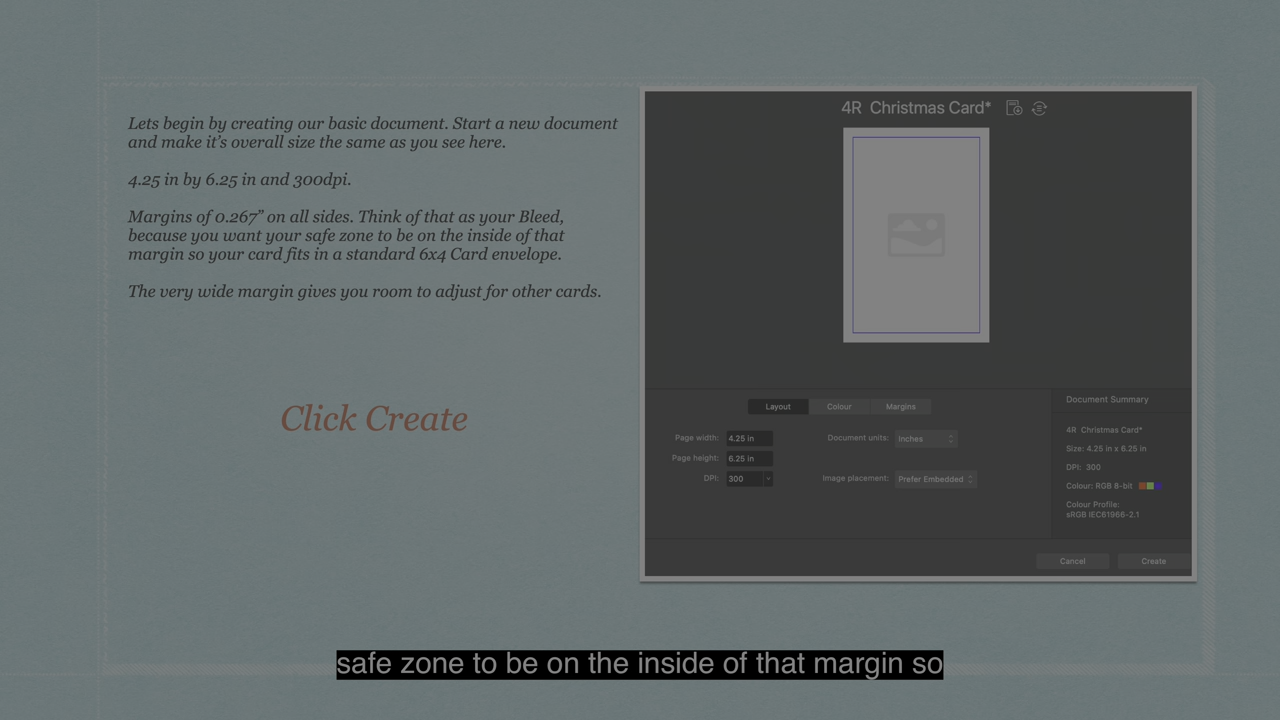 Lets begin by creating our basic document. Start a new document
and make it's overall size the same as you see here.
4.25 in by 6.25 in and 300dpi.
Margins of 0.267” on all sides. Think of that as your Bleed,
because you want your safe zone to be on the inside of that
margin so your card fits in a standard 6x4 Card envelope.
The very wide margin gives you room to adjust for other cards.
Click Create
4R Christmas Card*
Layout Colour Margins
Page width: 4.25 in Document units: Inches
Page height: 6.25 in
DPI: 300 Image placement: Prefer Embedded
Document Summary
4R Christmas Card*
Size: 4.25 in x 6.25 in
DPI: 300
Colour: RGB 8-bit
Colour Profile:
sRGB IEC61966-2.1
Cancel Create
safe zone to be on the inside of that margin so